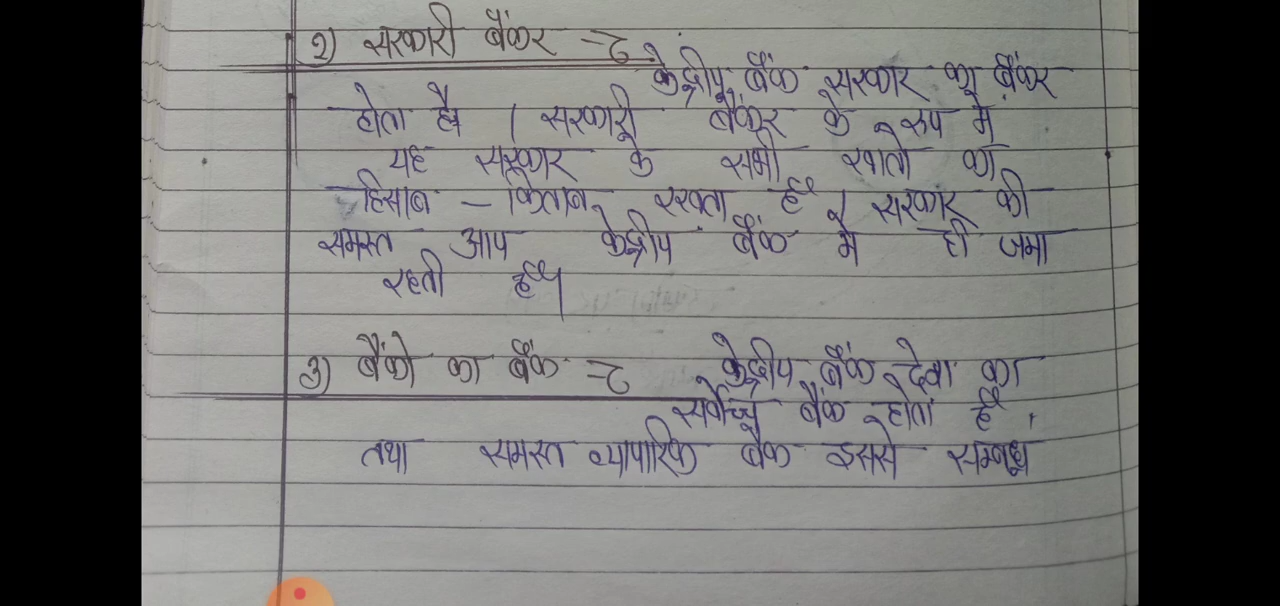 2) सरकारी बैंकर -
केन्द्रीय बैंक सरकार का बैंकर
होता है । सरकारी बैंकर के रूप में
यह सरकार के सभी खातों का
हिसाब - किताब रखता है । सरकार की
समस्त आय केन्द्रीय बैंक में ही जमा
रहती है।
3) बैंको का बैंक - केन्द्रीय बैंक देश का
सर्वोच्च बैंक होता है ,
तथा समस्त व्यापारिक बैंक इससे सम्बन्ध